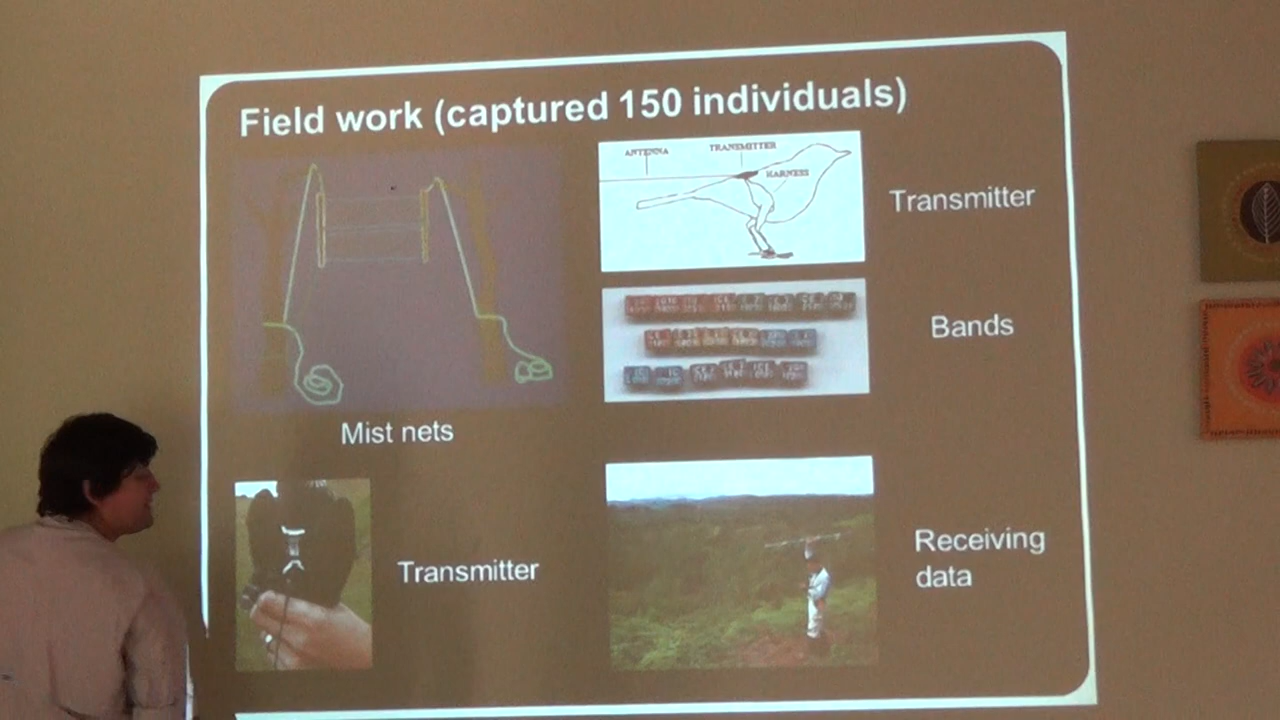 Field work (captured 150 individuals)
ANTENNA
TRANSMITTER
HARNESS
Transmitter
Bands
Mist nets
Transmitter
Receiving
data